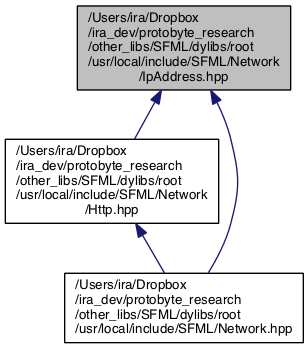 /Users/ira/Dropbox
/ira_dev/protobyte_research
/other_libs/SFML/dylibs/root
/usr/local/include/SFML/Network
/IpAddress.hpp
/Users/ira/Dropbox
/ira_dev/protobyte_research
/other_libs/SFML/dylibs/root
/usr/local/include/SFML/Network
/Http.hpp
/Users/ira/Dropbox
/ira_dev/protobyte_research
/other_libs/SFML/dylibs/root
/usr/local/include/SFML/Network.hpp